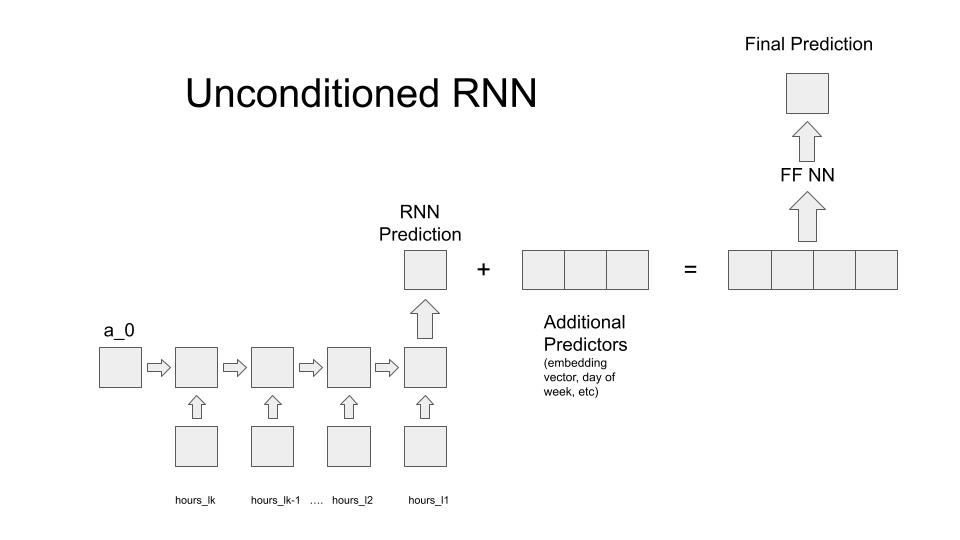 Final Prediction
Unconditioned RNN
FF NN
RNN
Prediction
+
=
a_0
Additional
Predictors
(embedding
vector, day of
week, etc)
hours_lk
hours_lk-1
....
hours_l2
hours_l1